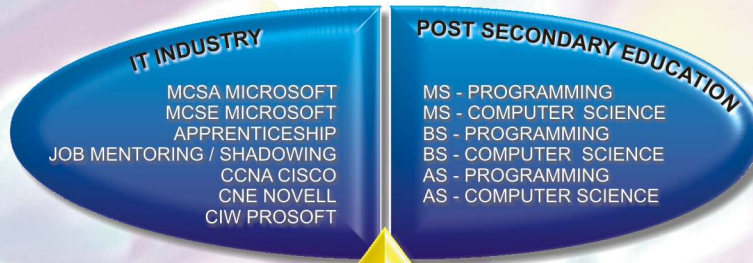 IT INDUSTRY
MCSA MICROSOFT
MCSE MICROSOFT
APPRENTICESHIP
JOB MENTORING / SHADOWING
CCNA CISCO
CNE NOVELL
CIW PROSOFT
POST SECONDARY EDUCATION
MS - PROGRAMMING
MS - COMPUTER SCIENCE
BS - PROGRAMMING
BS - COMPUTER SCIENCE
AS - PROGRAMMING
AS - COMPUTER SCIENCE